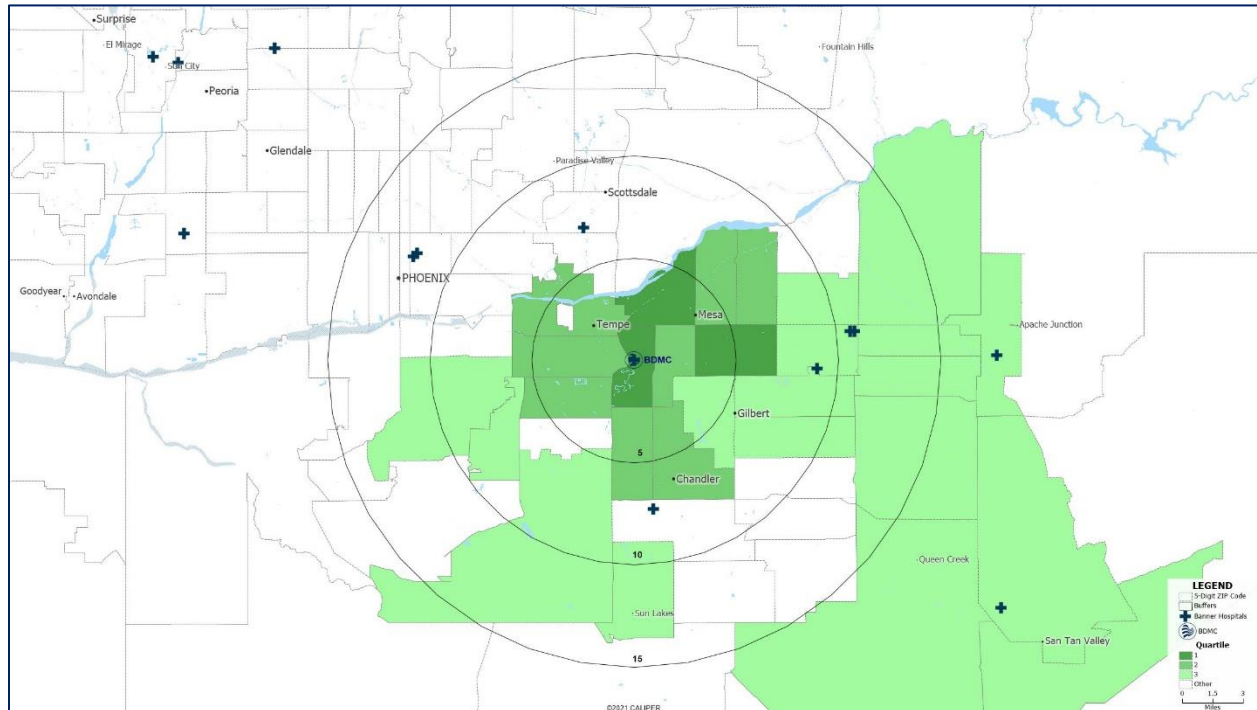 Surprise
El Mirage
Sun City
Peoria
Glendale
Fountain Hills
Paradise Valley
Scottsdale
PHOENIX
Goodyear
Avondale
Tempe
Mesa
Apache Junction
BDMC
Gilbert
5
Chandler
10
Queen Creek
Sun Lakes
San Tan Valley
15
LEGEND
5-Digit ZIP Code
Buffers
Banner Hospitals
BDMC
Quartile
1
2
3
Other
0 1.5 3
Miles
©2021 CALIPER